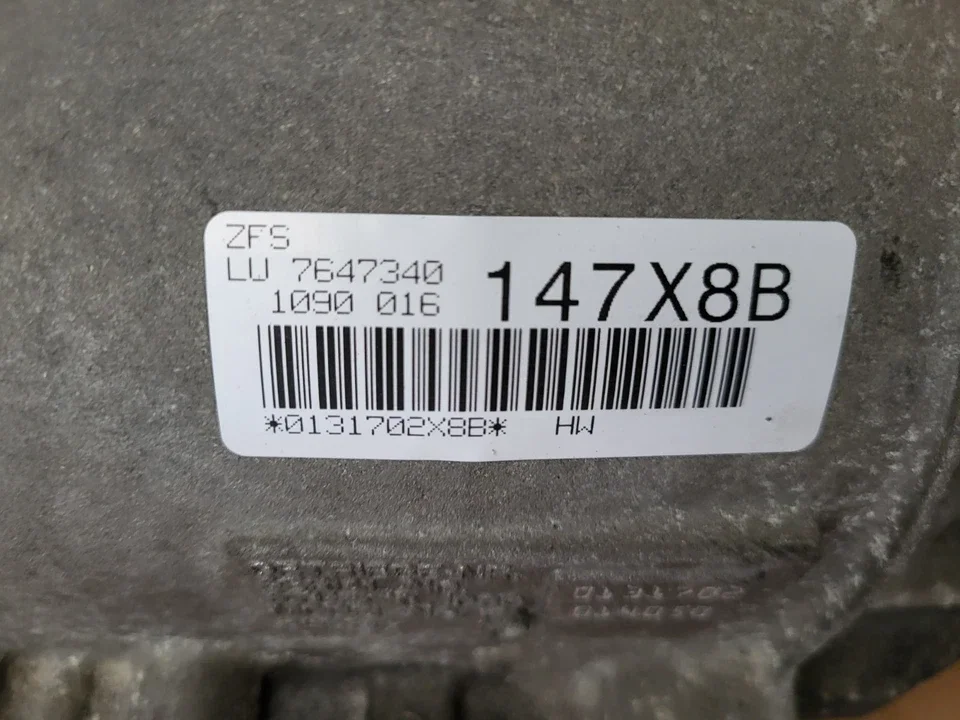 ZFS
LW 7647340
1090 016
147X8B
*0131702X8B* HW